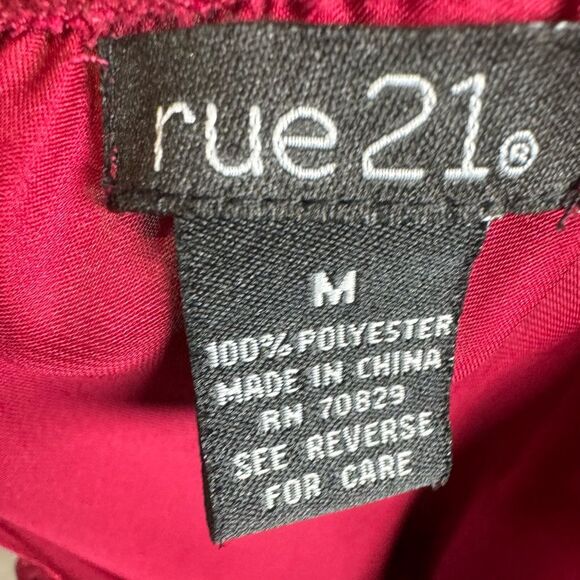 rue21®
M
100% POLYESTER
MADE IN CHINA
RN 70829
SEE REVERSE
FOR CARE